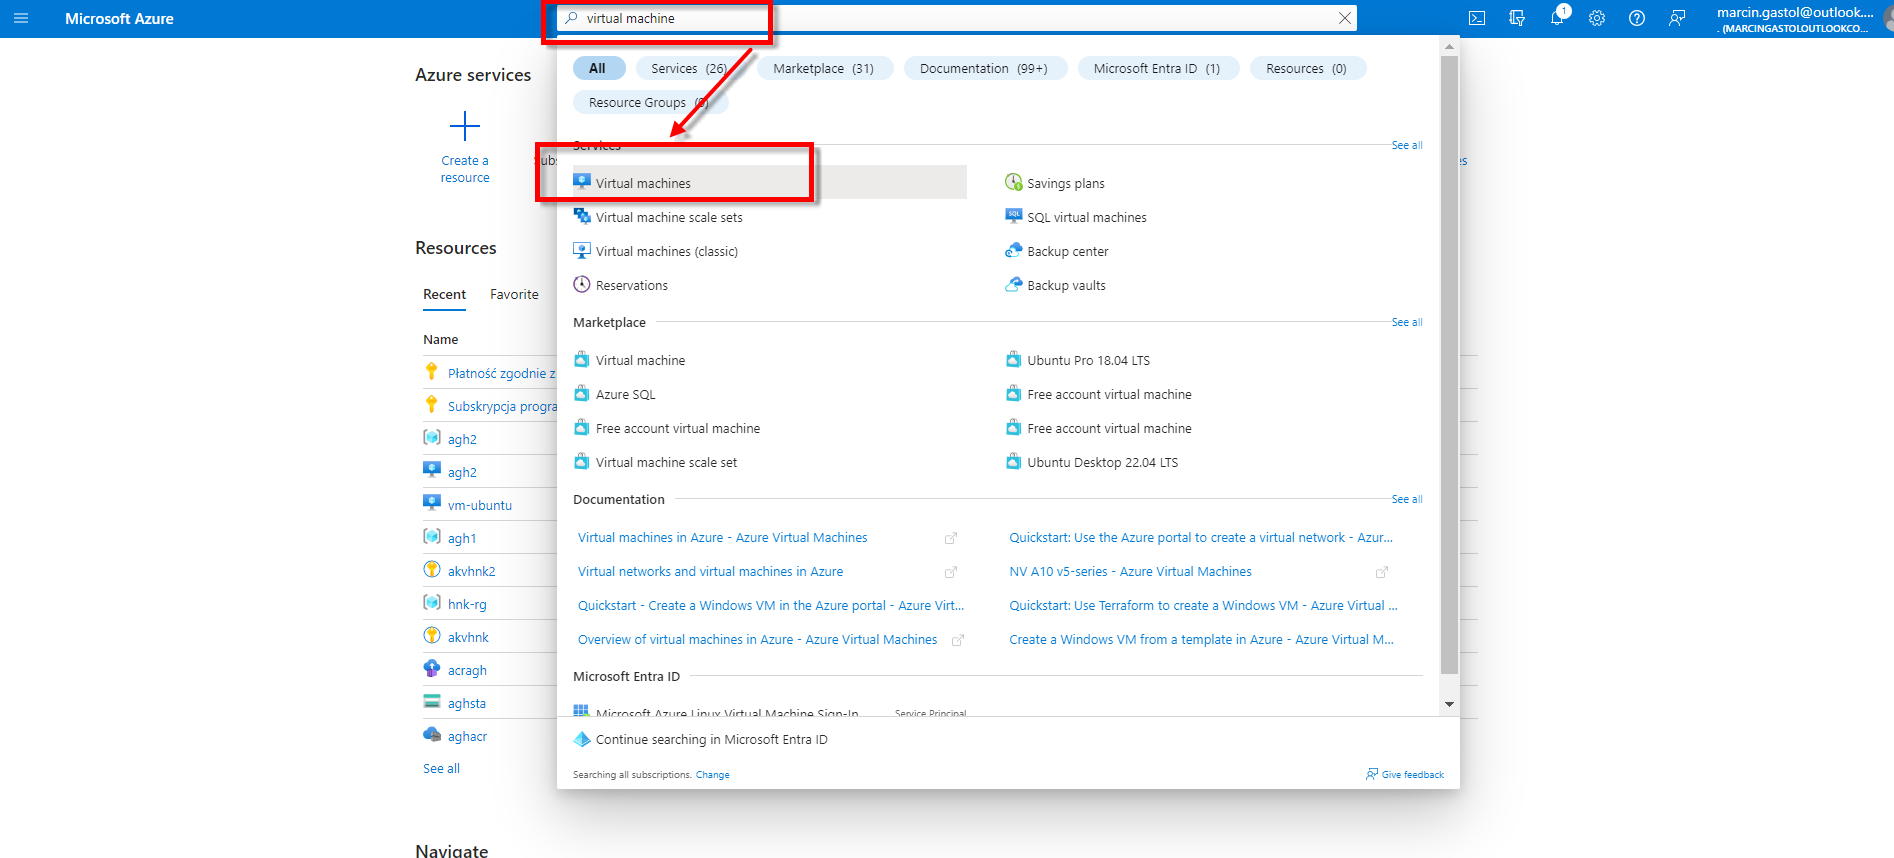 Microsoft Azure
virtual machine
1
marcin.gastol@outlook....
. (MARCINGASTOLOUTLOOKCO...
Azure services
Create a
resource
Subs
es
All
Services (26)
Marketplace (31)
Documentation (99+)
Microsoft Entra ID (1)
Resources (0)
Resource Groups (0)
Services
See all
Virtual machines
Savings plans
Virtual machine scale sets
SQL virtual machines
Virtual machines (classic)
Backup center
Reservations
Backup vaults
Marketplace
See all
Virtual machine
Ubuntu Pro 18.04 LTS
Azure SQL
Free account virtual machine
Free account virtual machine
Free account virtual machine
Virtual machine scale set
Ubuntu Desktop 22.04 LTS
Documentation
See all
Virtual machines in Azure - Azure Virtual Machines
Quickstart: Use the Azure portal to create a virtual network - Azur...
Virtual networks and virtual machines in Azure
NV A10 v5-series - Azure Virtual Machines
Quickstart - Create a Windows VM in the Azure portal - Azure Virt...
Quickstart: Use Terraform to create a Windows VM - Azure Virtual ...
Overview of virtual machines in Azure - Azure Virtual Machines
Create a Windows VM from a template in Azure - Azure Virtual M...
Microsoft Entra ID
Microsoft Azure Linux Virtual Machine Sign-In
Service Principal
Continue searching in Microsoft Entra ID
Searching all subscriptions. Change
Give feedback
Resources
Recent
Favorite
Name
Płatność zgodnie z
Subskrypcja progra
agh2
agh2
vm-ubuntu
agh1
akvhnk2
hnk-rg
akvhnk
acragh
aghsta
aghacr
See all
Navigate